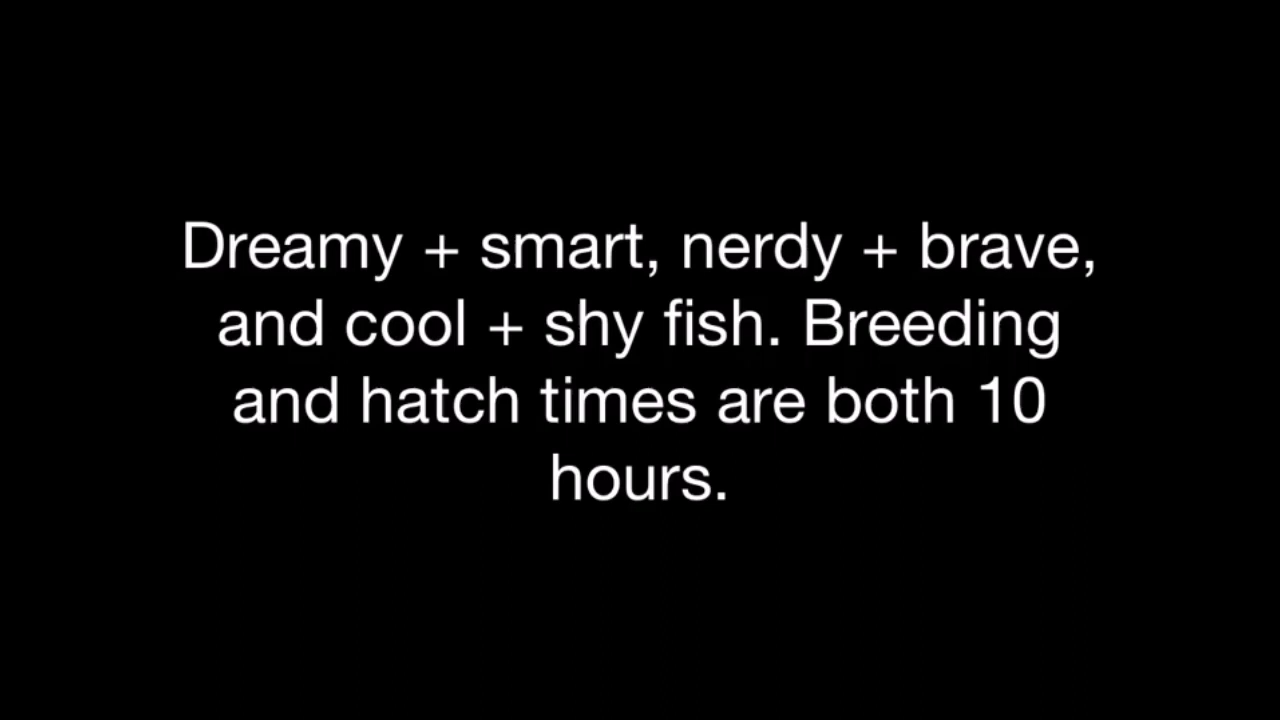 Dreamy + smart, nerdy + brave,
and cool + shy fish. Breeding
and hatch times are both 10
hours.